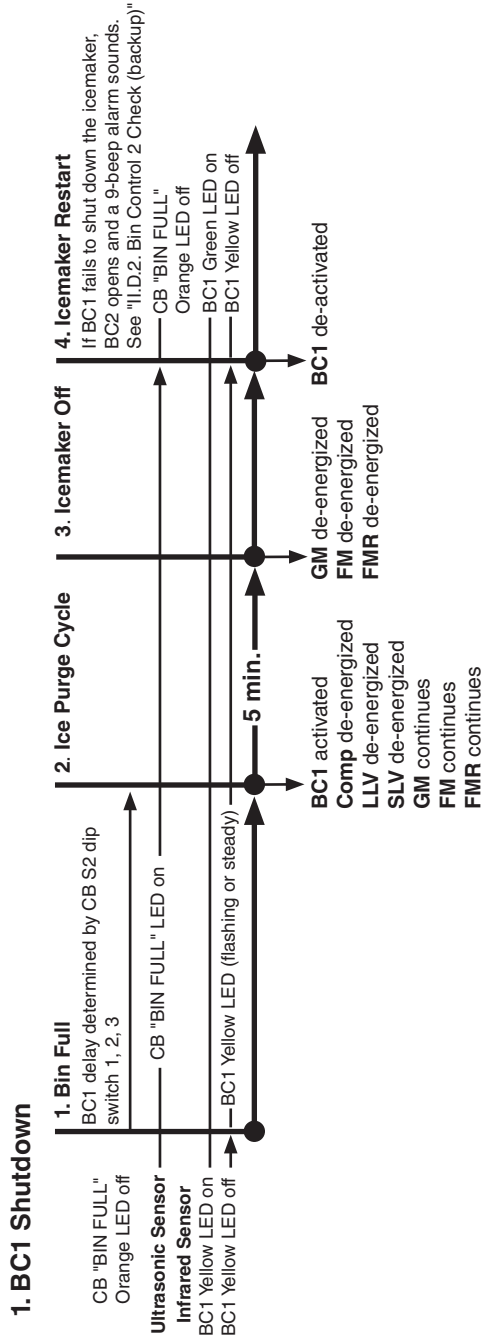 1. BC1 Shutdown
1. Bin Full
BC1 delay determined by CB S2 dip
switch 1, 2, 3
2. Ice Purge Cycle
3. Icemaker Off
4. Icemaker Restart
If BC1 fails to shut down the icemaker,
BC2 opens and a 9-beep alarm sounds.
See "II.D.2. Bin Control 2 Check (backup)"
CB "BIN FULL"
Orange LED off
Ultrasonic Sensor
CB "BIN FULL" LED on
CB "BIN FULL"
Orange LED off
Infrared Sensor
BC1 Yellow LED on
BC1 Green LED on
BC1 Yellow LED off
BC1 Yellow LED (flashing or steady)
BC1 Yellow LED off
5 min.
BC1 activated
Comp de-energized
LLV de-energized
SLV de-energized
GM continues
FM continues
FMR continues
GM de-energized
FM de-energized
FMR de-energized
BC1 de-activated